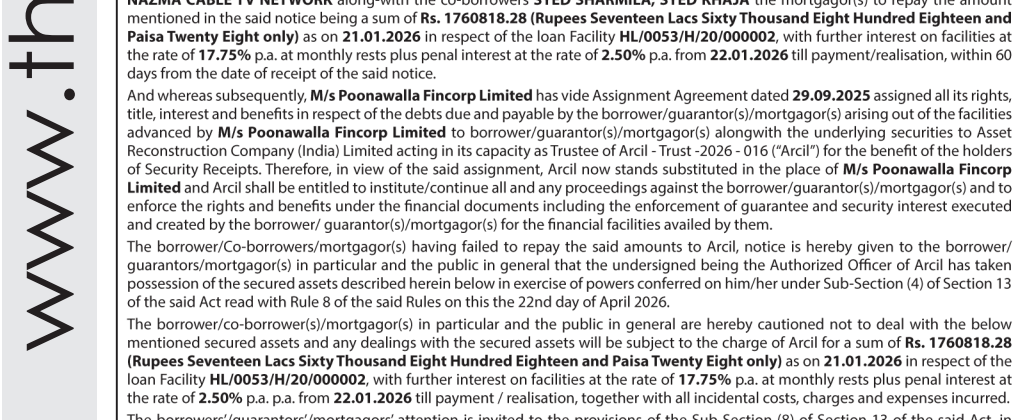 www.th
NAZMA CABLE TV NETWORK along-with the co-borrowers SYED SHARMILA, SYED KHAJA the mortgagor(s) to repay the amount
mentioned in the said notice being a sum of Rs. 1760818.28 (Rupees Seventeen Lacs Sixty Thousand Eight Hundred Eighteen and
Paisa Twenty Eight only) as on 21.01.2026 in respect of the loan Facility HL/0053/H/20/000002, with further interest on facilities at
the rate of 17.75% p.a. at monthly rests plus penal interest at the rate of 2.50% p.a. from 22.01.2026 till payment/realisation, within 60
days from the date of receipt of the said notice.
And whereas subsequently, M/s Poonawalla Fincorp Limited has vide Assignment Agreement dated 29.09.2025 assigned all its rights,
title, interest and benefits in respect of the debts due and payable by the borrower/guarantor(s)/mortgagor(s) arising out of the facilities
advanced by M/s Poonawalla Fincorp Limited to borrower/guarantor(s)/mortgagor(s) alongwith the underlying securities to Asset
Reconstruction Company (India) Limited acting in its capacity as Trustee of Arcil - Trust -2026 - 016 (“Arcil”) for the benefit of the holders
of Security Receipts. Therefore, in view of the said assignment, Arcil now stands substituted in the place of M/s Poonawalla Fincorp
Limited and Arcil shall be entitled to institute/continue all and any proceedings against the borrower/guarantor(s)/mortgagor(s) and to
enforce the rights and benefits under the financial documents including the enforcement of guarantee and security interest executed
and created by the borrower/ guarantor(s)/mortgagor(s) for the financial facilities availed by them.
The borrower/Co-borrowers/mortgagor(s) having failed to repay the said amounts to Arcil, notice is hereby given to the borrower/
guarantors/mortgagor(s) in particular and the public in general that the undersigned being the Authorized Officer of Arcil has taken
possession of the secured assets described herein below in exercise of powers conferred on him/her under Sub-Section (4) of Section 13
of the said Act read with Rule 8 of the said Rules on this the 22nd day of April 2026.
The borrower/co-borrower(s)/mortgagor(s) in particular and the public in general are hereby cautioned not to deal with the below
mentioned secured assets and any dealings with the secured assets will be subject to the charge of Arcil for a sum of Rs. 1760818.28
(Rupees Seventeen Lacs Sixty Thousand Eight Hundred Eighteen and Paisa Twenty Eight only) as on 21.01.2026 in respect of the
loan Facility HL/0053/H/20/000002, with further interest on facilities at the rate of 17.75% p.a. at monthly rests plus penal interest at
the rate of 2.50% p.a. p.a. from 22.01.2026 till payment / realisation, together with all incidental costs, charges and expenses incurred.
The borrowers'/guarantors'/mortgagors' attention is invited to the provisions of the Sub-Section (8) of Section 13 of the said Act, in